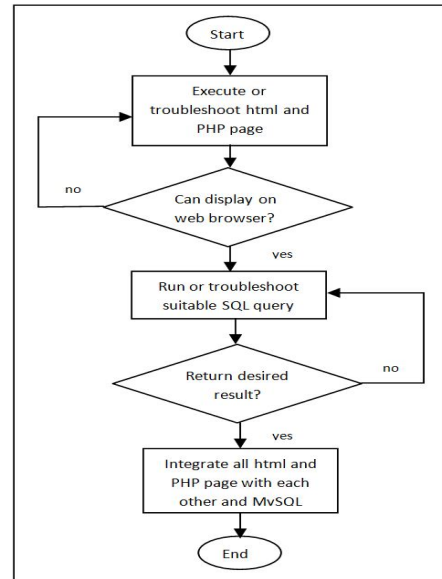 Start
Execute or
troubleshoot html and
PHP page
no
Can display on
web browser?
yes
Run or troubleshoot
suitable SQL query
no
Return desired
result?
yes
Integrate all html and
PHP page with each
other and MvSQL
End